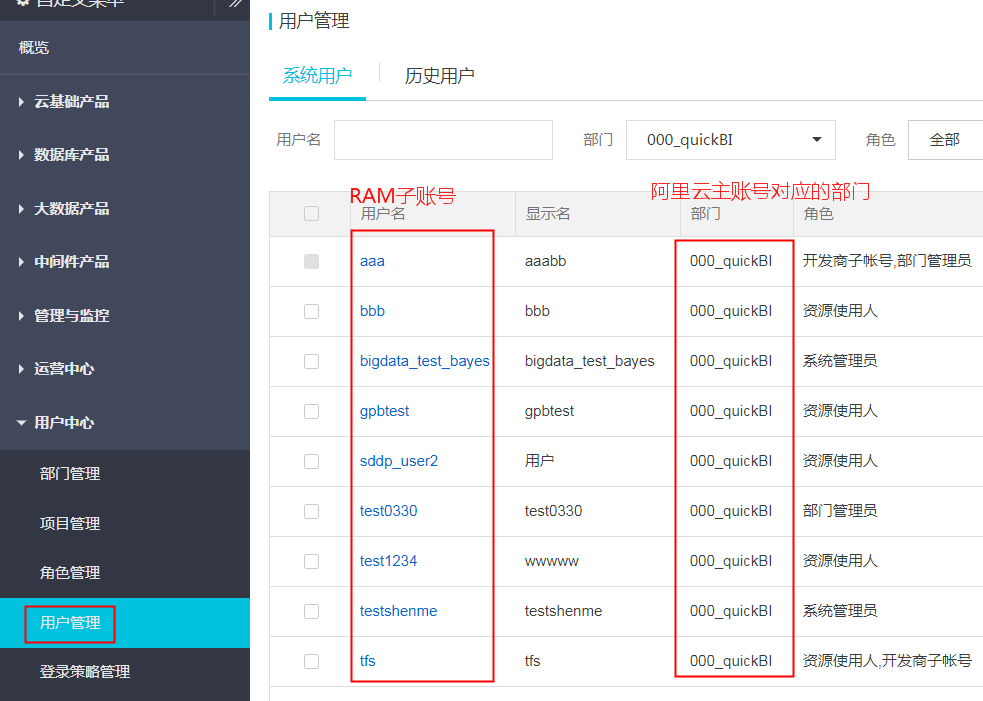 自定义菜单
概览
云基础产品
数据库产品
大数据产品
中间件产品
管理与监控
运营中心
用户中心
部门管理
项目管理
角色管理
用户管理
登录策略管理
用户管理
系统用户 历史用户
用户名 部门 000_quickBI 角色 全部
RAM子账号 阿里云主账号对应的部门
用户名 显示名 部门 角色
aaa aaabb 000_quickBI 开发商子帐号,部门管理员
bbb bbb 000_quickBI 资源使用人
bigdata_test_bayes bigdata_test_bayes 000_quickBI 系统管理员
gpbtest gpbtest 000_quickBI 资源使用人
sddp_user2 用户 000_quickBI 资源使用人
test0330 test0330 000_quickBI 部门管理员
test1234 wwwww 000_quickBI 资源使用人
testshenme testshenme 000_quickBI 系统管理员
tfs tfs 000_quickBI 资源使用人,开发商子帐号